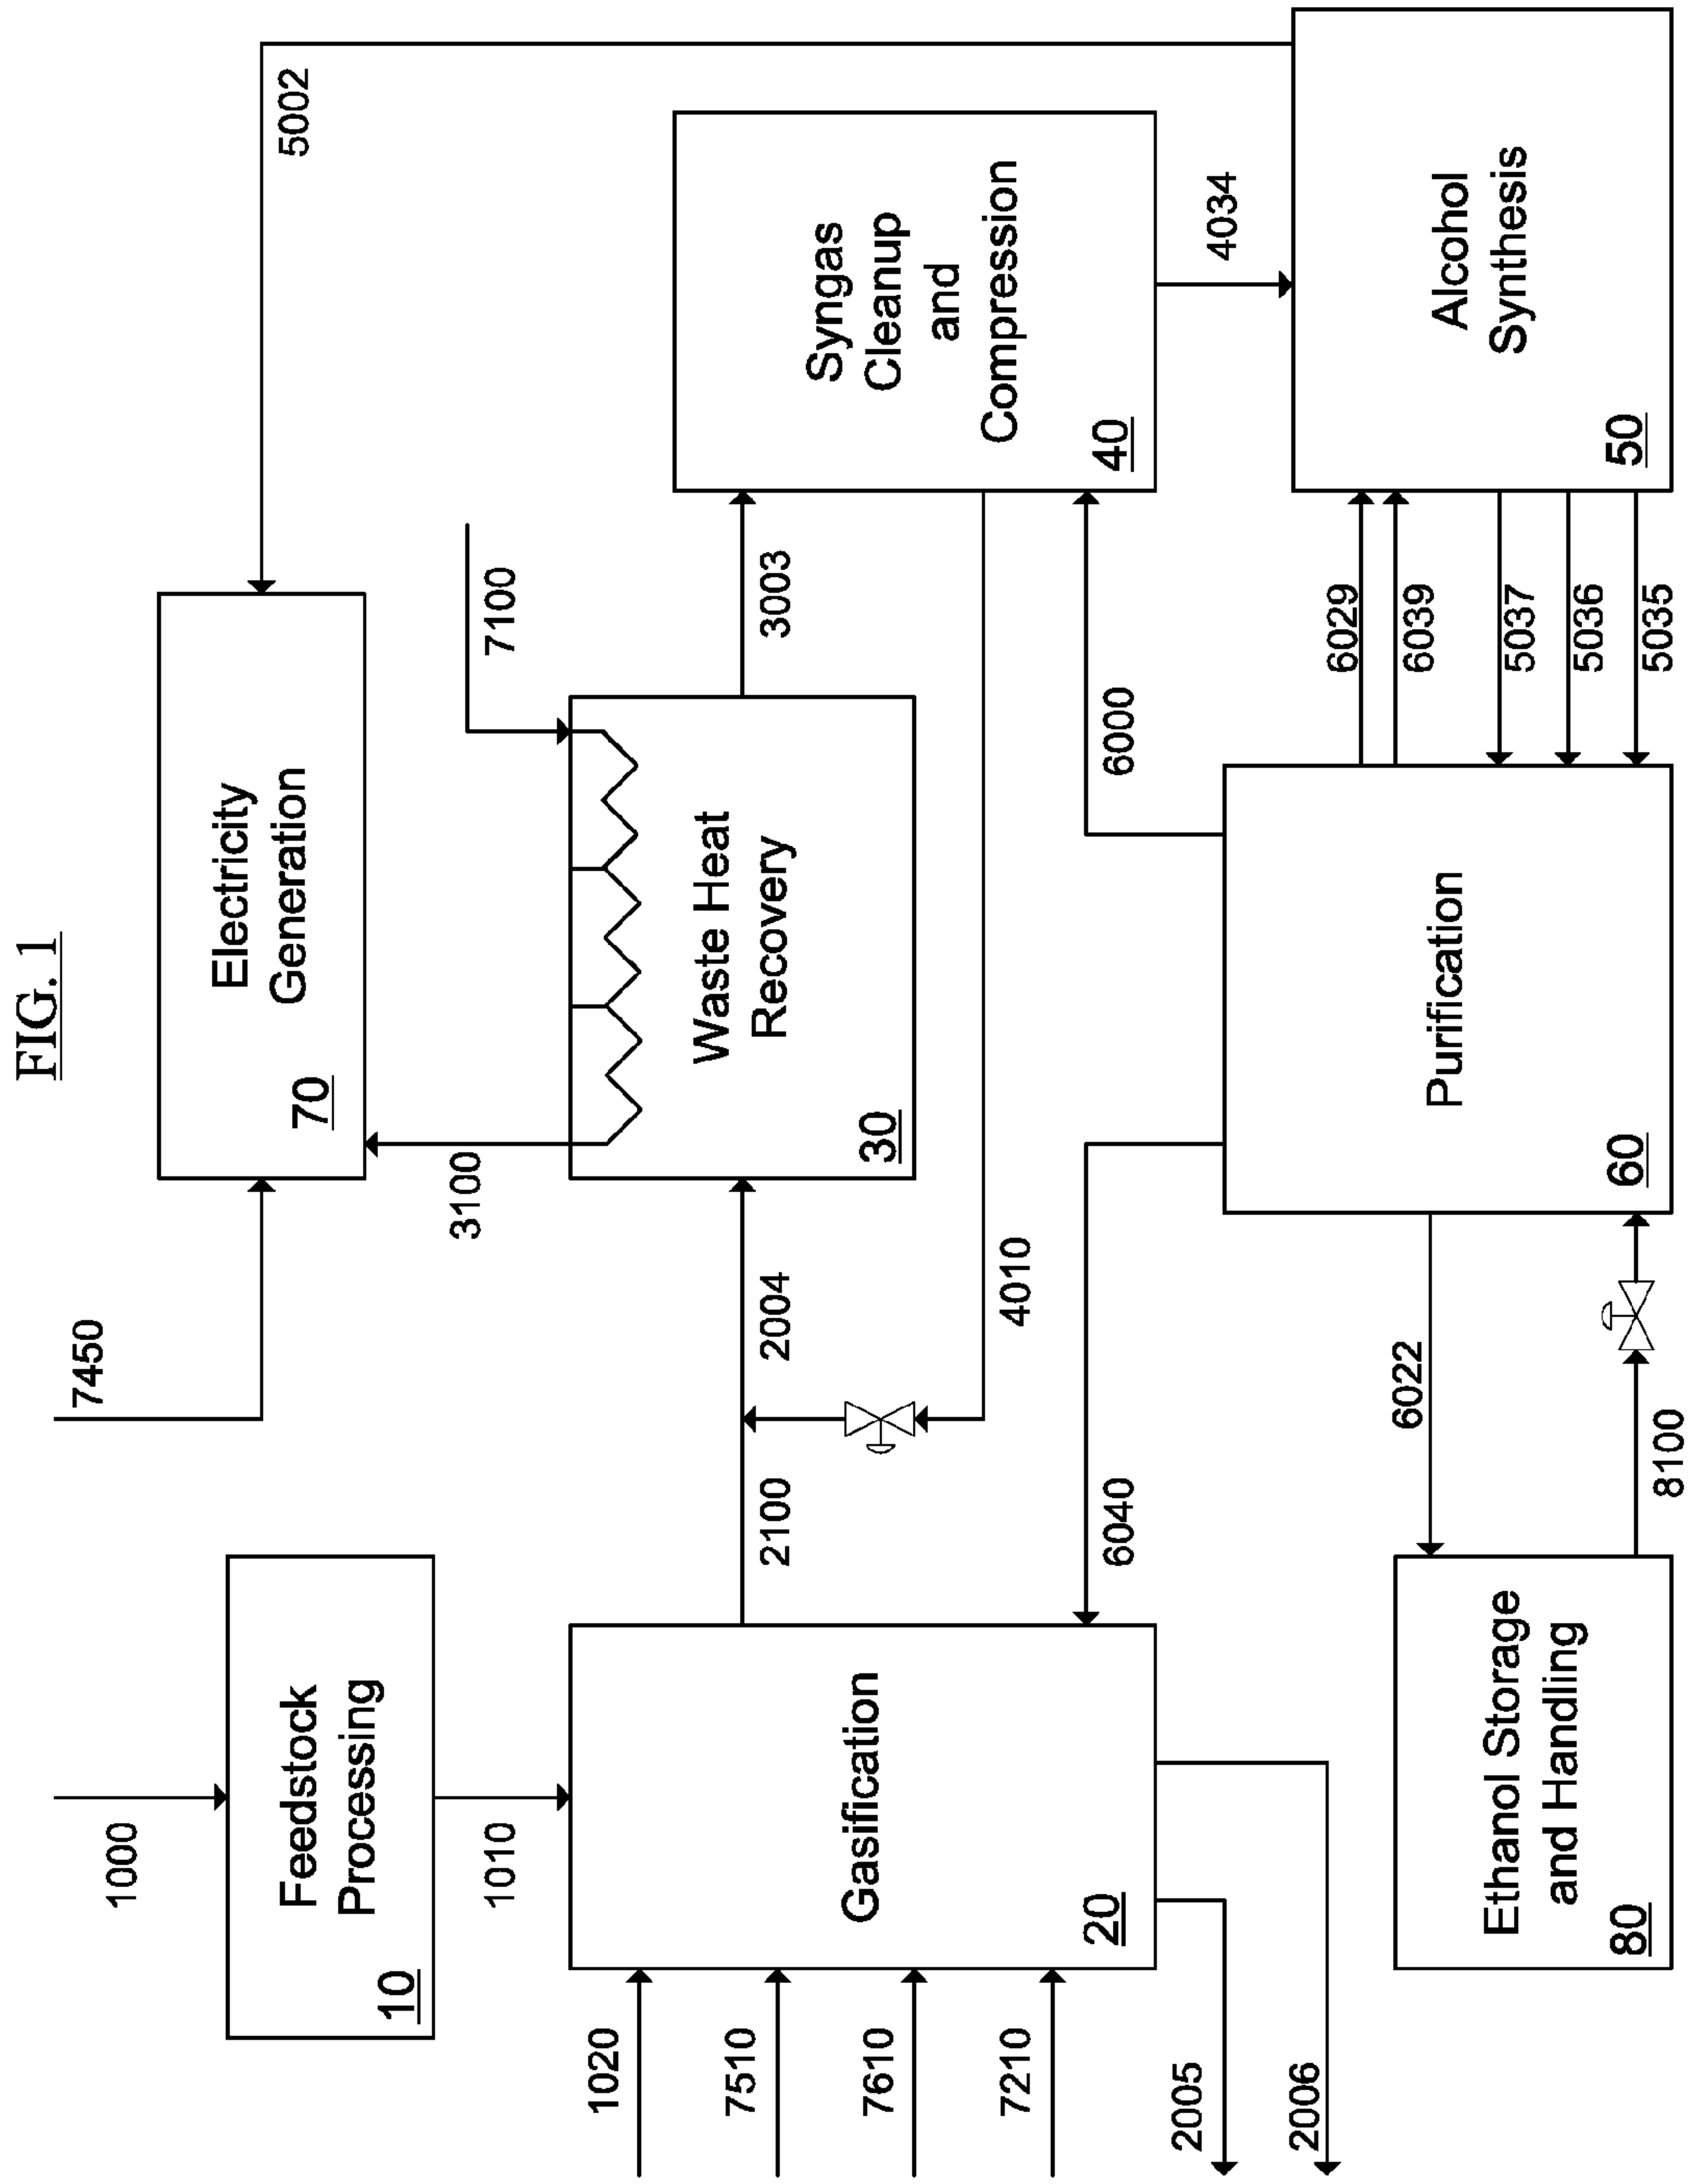 FIG. 1
1000
Feedstock
Processing
10
1010
1020
7510
7610
7210
Gasification
20
2005
2006
2100
2004
7450
Electricity
Generation
70
5002
3100
7100
Waste Heat
Recovery
30
3003
4010
Syngas
Cleanup
and
Compression
40
4034
6040
6000
Alcohol
Synthesis
50
6029
6039
5037
5036
5035
Purification
60
6022
8100
Ethanol Storage
and Handling
80